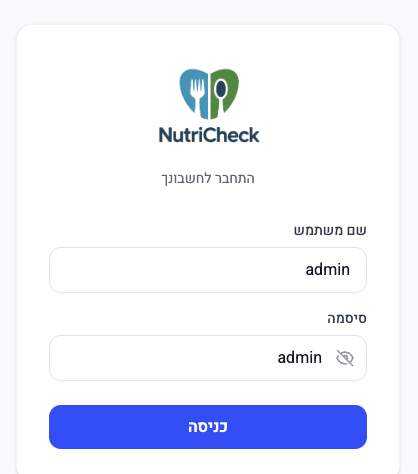 NutriCheck
התחבר לחשבונך
שם משתמש
admin
סיסמה
admin
כניסה